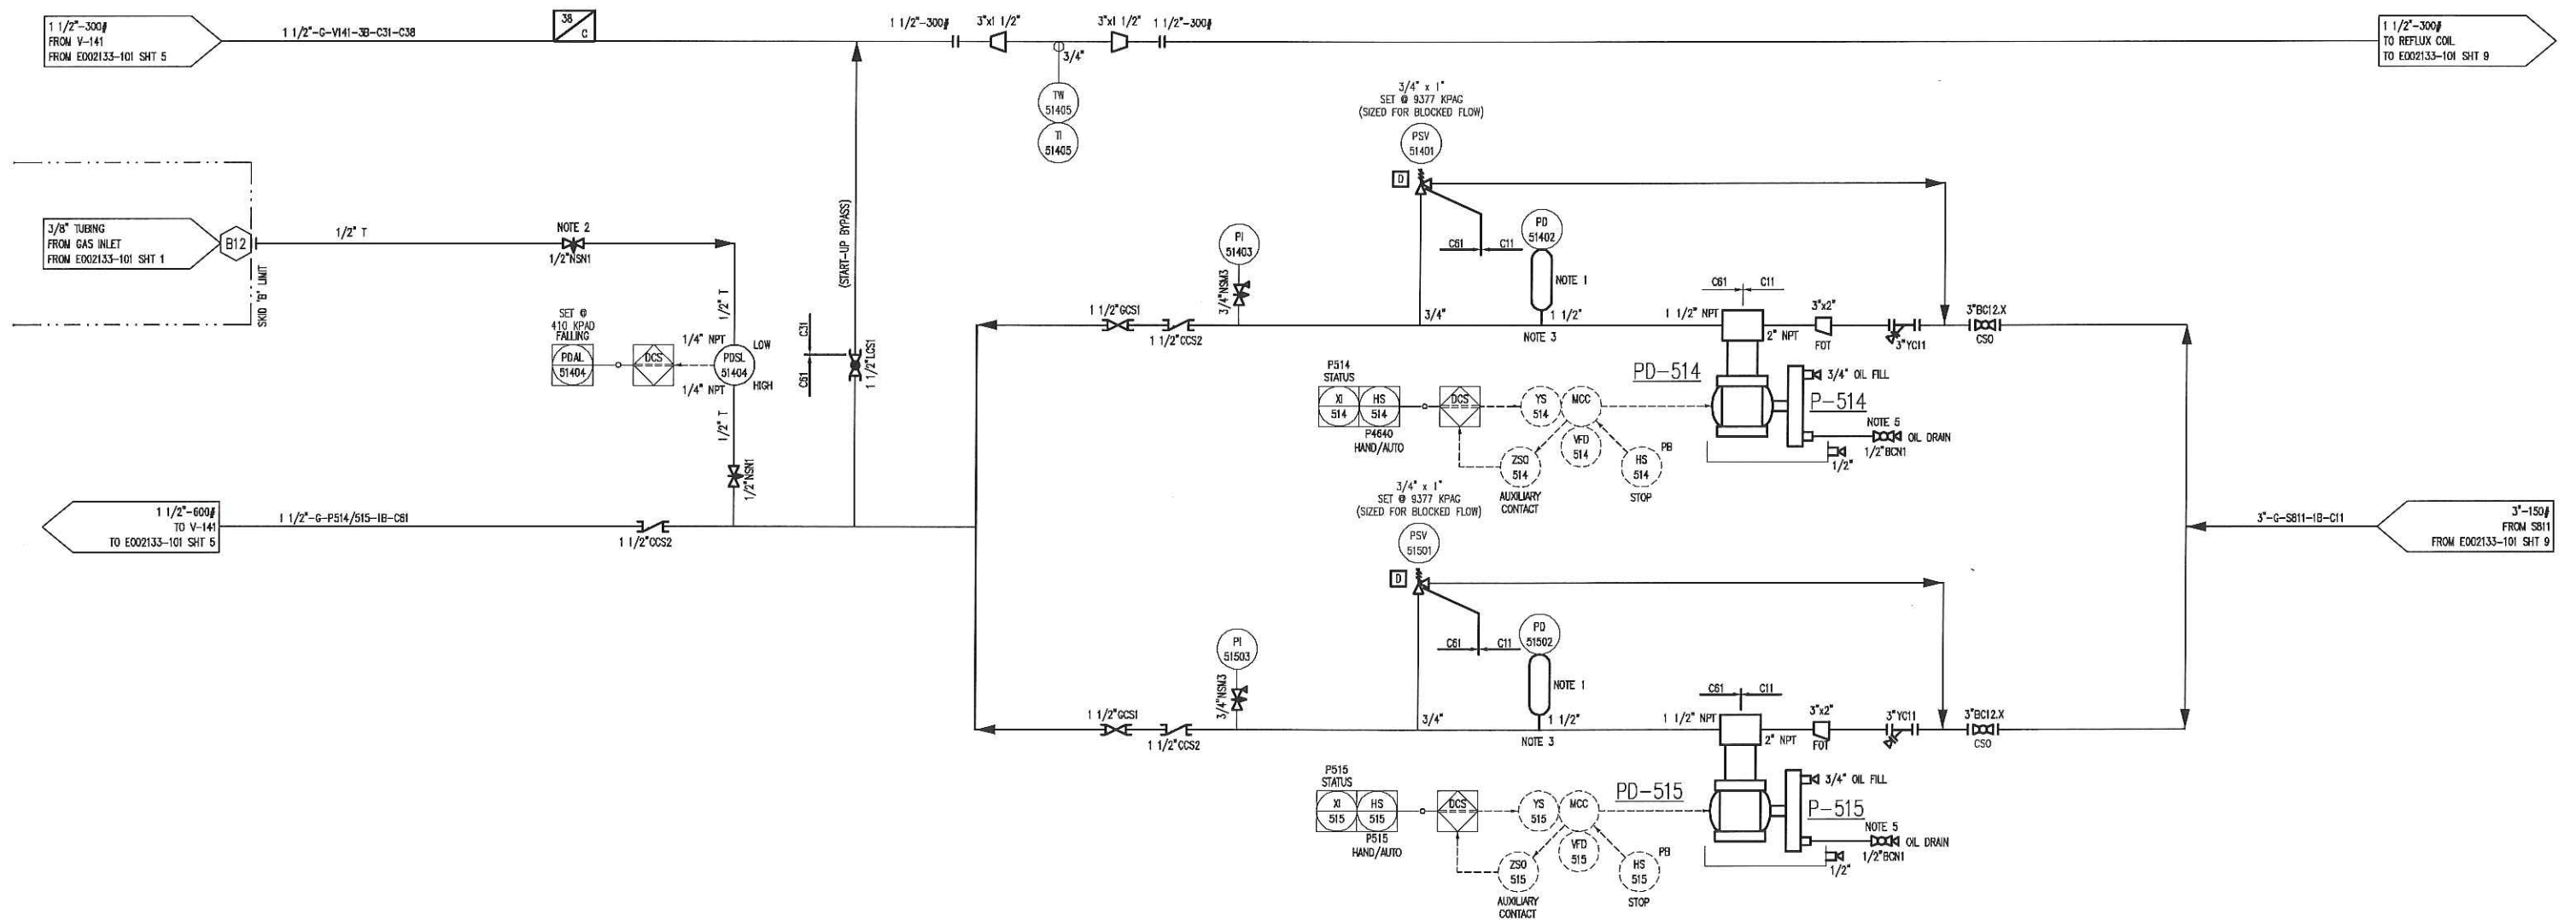 1 1/2"-300#
FROM V-141
FROM E002133-101 SHT 5
1 1/2"-G-V141-3B-C31-C38
38
C
1 1/2"-300#
3"x1 1/2"
3"x1 1/2"
1 1/2"-300#
3/4"
TW
51405
TI
51405
1 1/2"-300#
TO REFLUX COIL
TO E002133-101 SHT 9
3/8" TUBING
FROM GAS INLET
FROM E002133-101 SHT 1
B12
SKID 'B' LIMIT
1/2" T
NOTE 2
1/2"NSN1
1/2" T
SET @
410 KPAD
FALLING
PDAL
51404
DCS
1/4" NPT
LOW
PDSL
51404
1/4" NPT
HIGH
1/2" T
1/2"NSN1
(START-UP BYPASS)
C31
C61
1 1/2"LCS1
1 1/2"-600#
TO V-141
TO E002133-101 SHT 5
1 1/2"-G-P514/515-1B-C61
1 1/2"CCS2
3/4" x 1"
SET @ 9377 KPAG
(SIZED FOR BLOCKED FLOW)
PSV
51401
D
PI
51403
3/4"NSM3
C61
C11
PD
51402
NOTE 1
1 1/2"GCS1
1 1/2"CCS2
3/4"
1 1/2"
NOTE 3
1 1/2" NPT
C61
C11
2" NPT
3"x2"
FOT
3"YC11
3"BC12.X
CSO
P514
STATUS
XI
514
HS
514
P4640
HAND/AUTO
DCS
YS
514
MCC
VFD
514
ZSO
514
AUXILIARY
CONTACT
PB
HS
514
STOP
PD-514
P-514
3/4" OIL FILL
NOTE 5
OIL DRAIN
1/2"BCN1
1/2"
3"-G-S811-1B-C11
3"-150#
FROM S811
FROM E002133-101 SHT 9
3/4" x 1"
SET @ 9377 KPAG
(SIZED FOR BLOCKED FLOW)
PSV
51501
D
PI
51503
3/4"NSM3
C61
C11
PD
51502
NOTE 1
1 1/2"GCS1
1 1/2"CCS2
3/4"
1 1/2"
NOTE 3
1 1/2" NPT
C61
C11
2" NPT
3"x2"
FOT
3"YC11
3"BC12.X
CSO
P515
STATUS
XI
515
HS
515
P515
HAND/AUTO
DCS
YS
515
MCC
VFD
515
ZSO
515
AUXILIARY
CONTACT
PB
HS
515
STOP
PD-515
P-515
3/4" OIL FILL
NOTE 5
OIL DRAIN
1/2"BCN1
1/2"